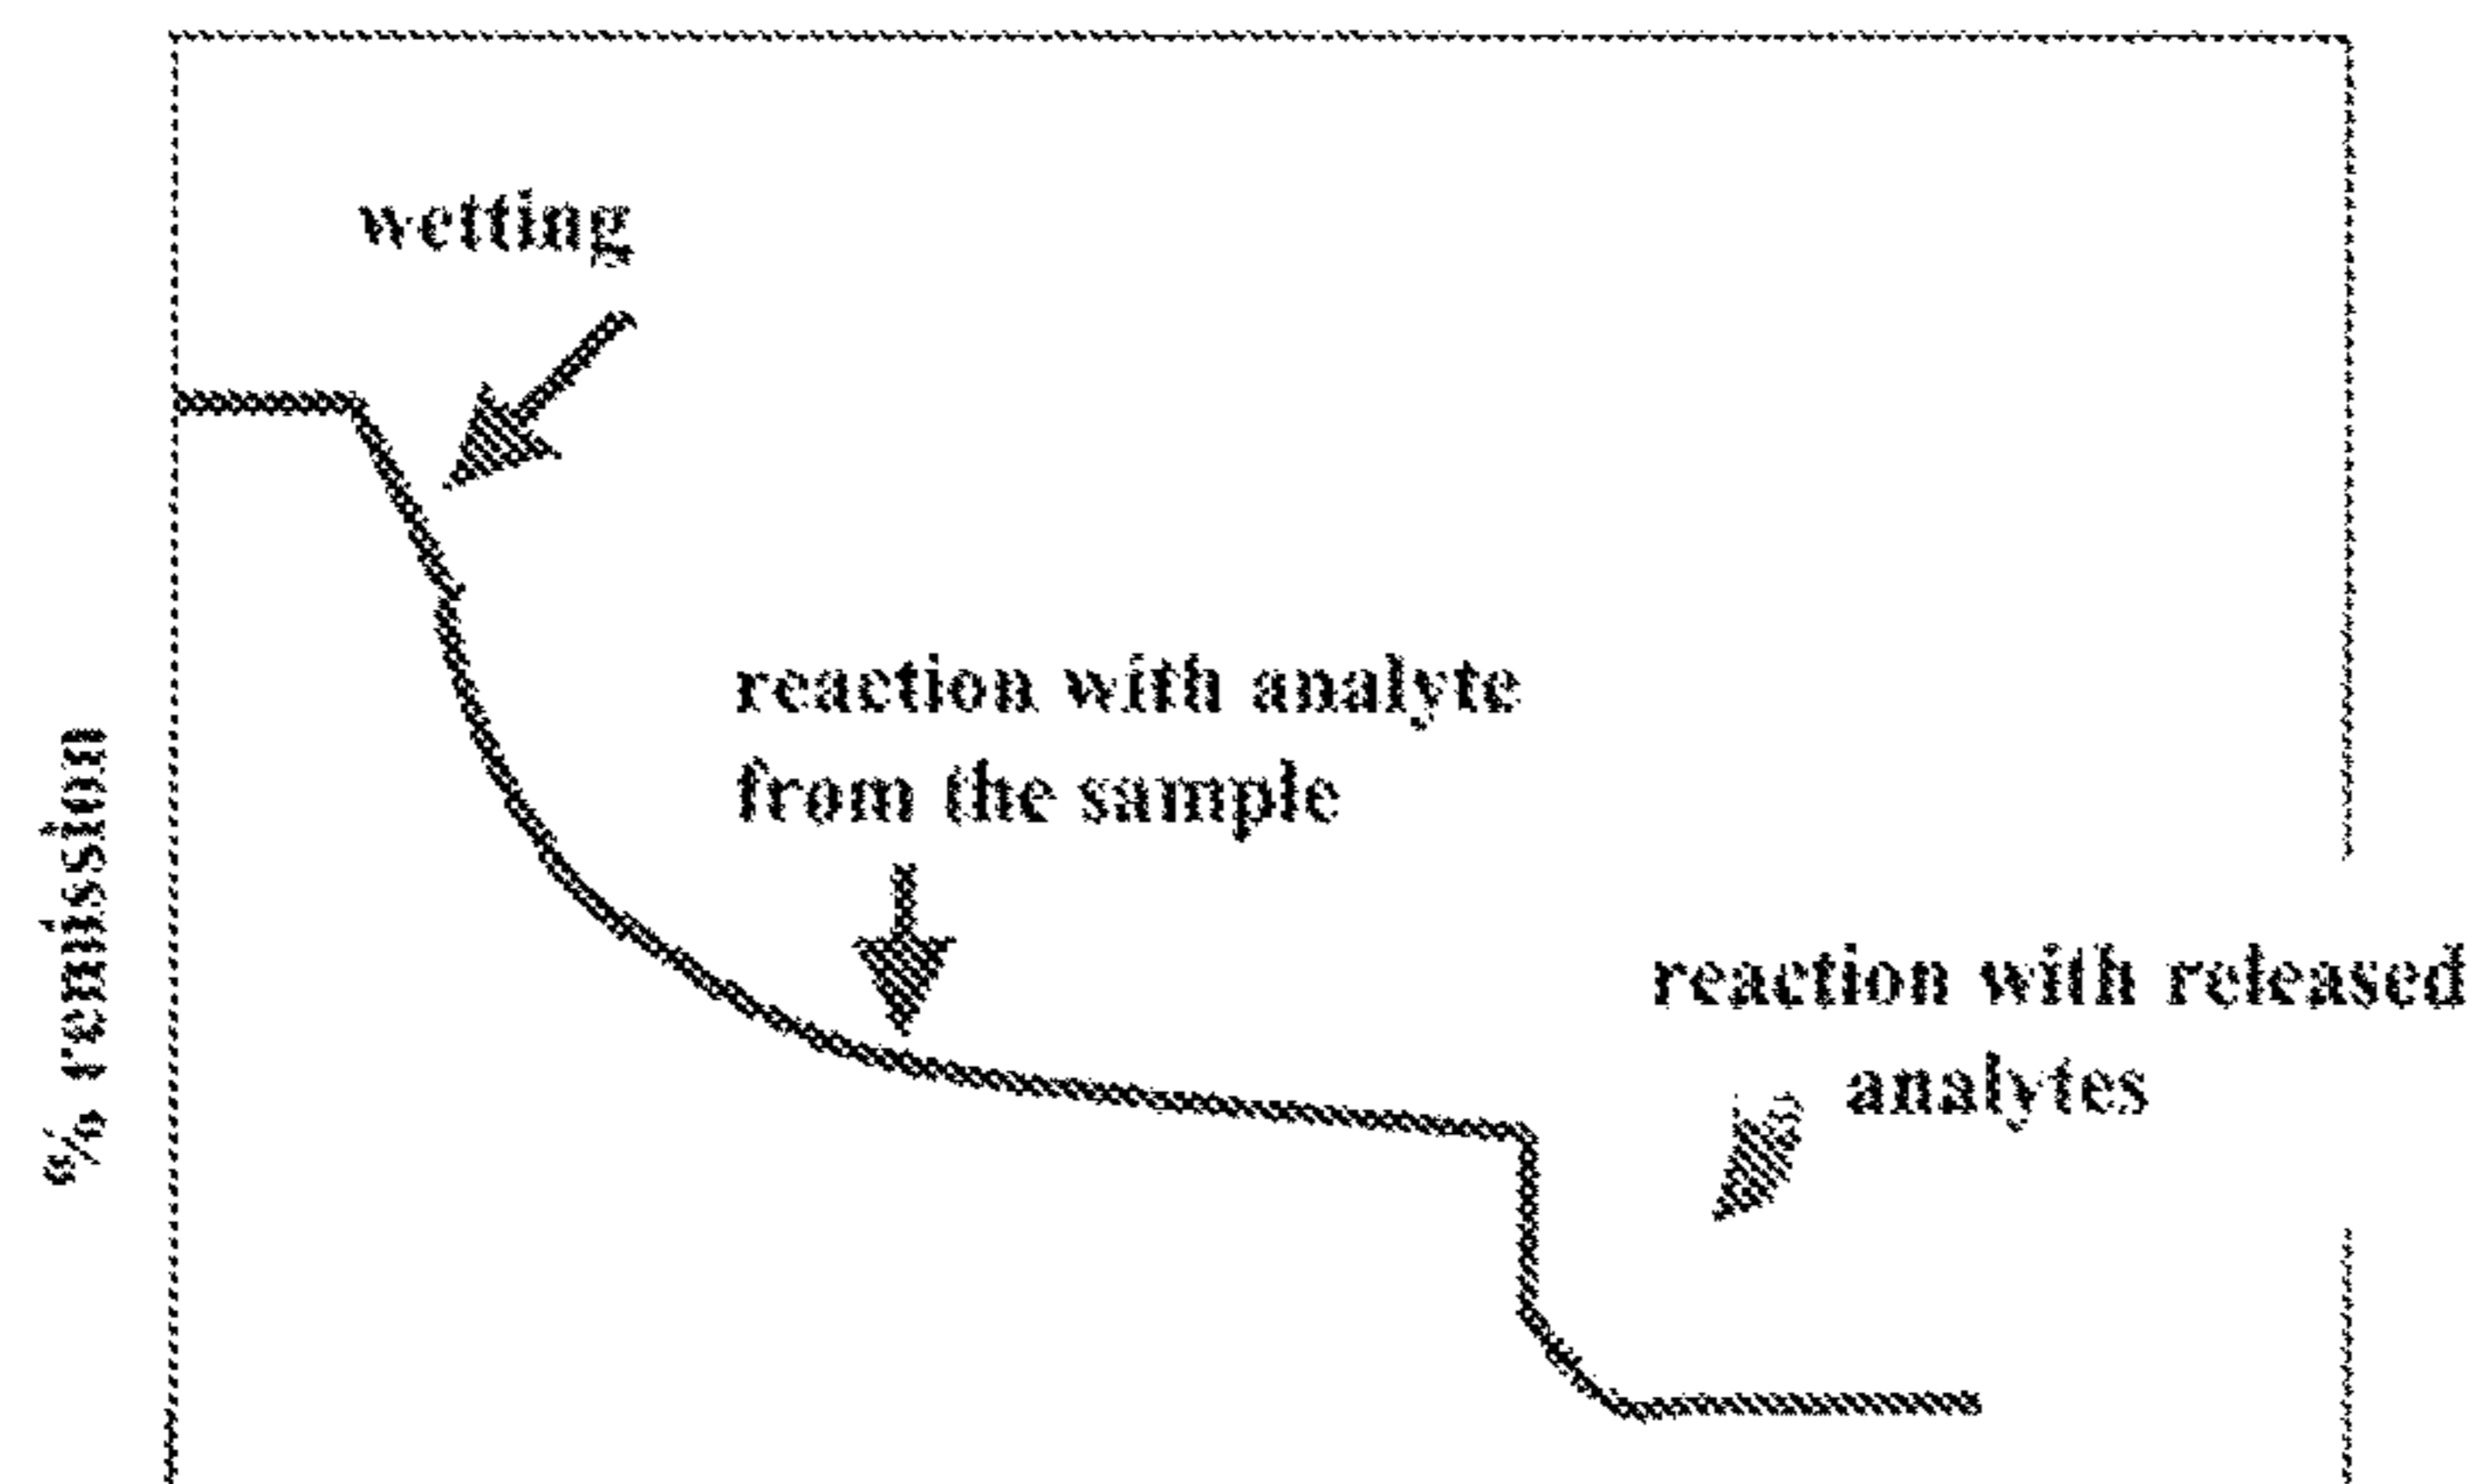 wetting
reaction with analyte
from the sample
% remission
reaction with released
analytes